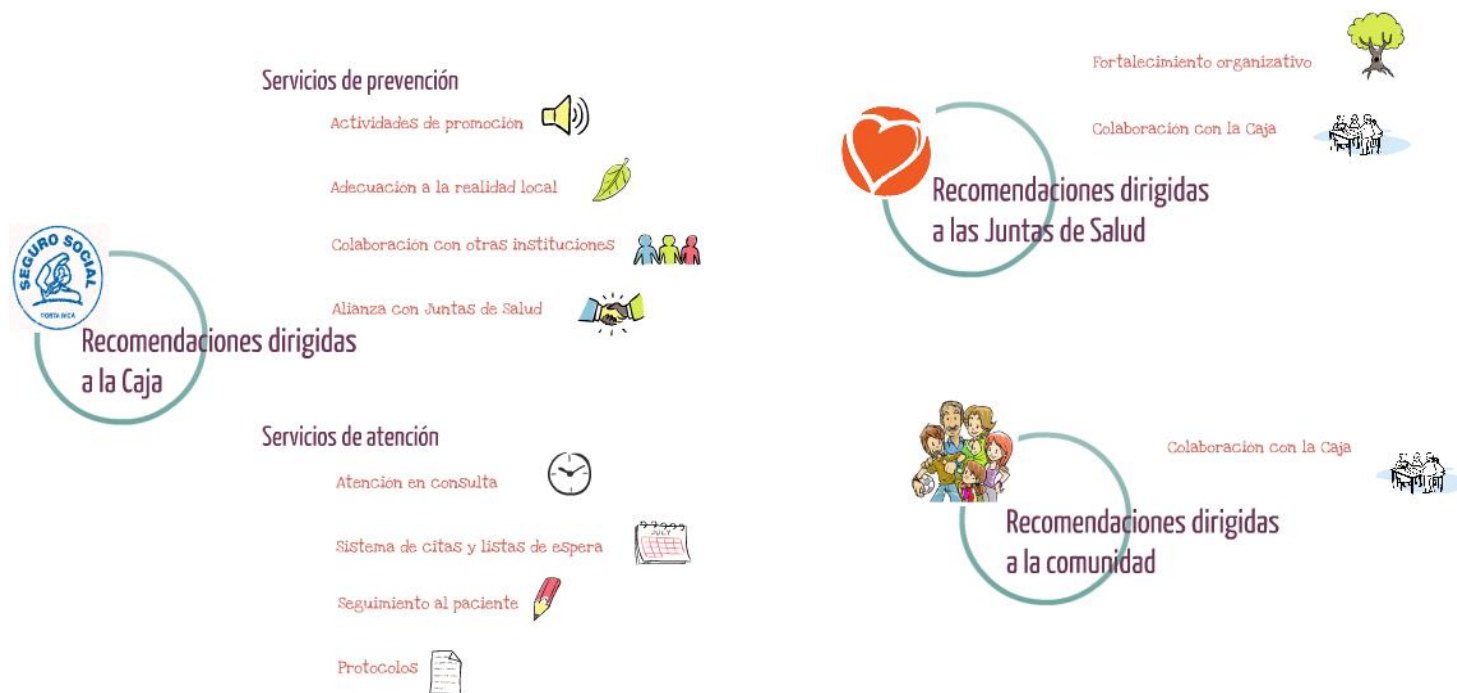 Servicios de prevención
Actividades de promoción
Adecuación a la realidad local
Colaboración con otras instituciones
Alianza con Juntas de Salud
SEGURO SOCIAL
COSTA RICA
Recomendaciones dirigidas
a la Caja
Servicios de atención
Atención en consulta
Sistema de citas y listas de espera
JULY
Seguimiento al paciente
Protocolos
Fortalecimiento organizativo
Colaboración con la Caja
Recomendaciones dirigidas
a las Juntas de Salud
Colaboración con la Caja
Recomendaciones dirigidas
a la comunidad